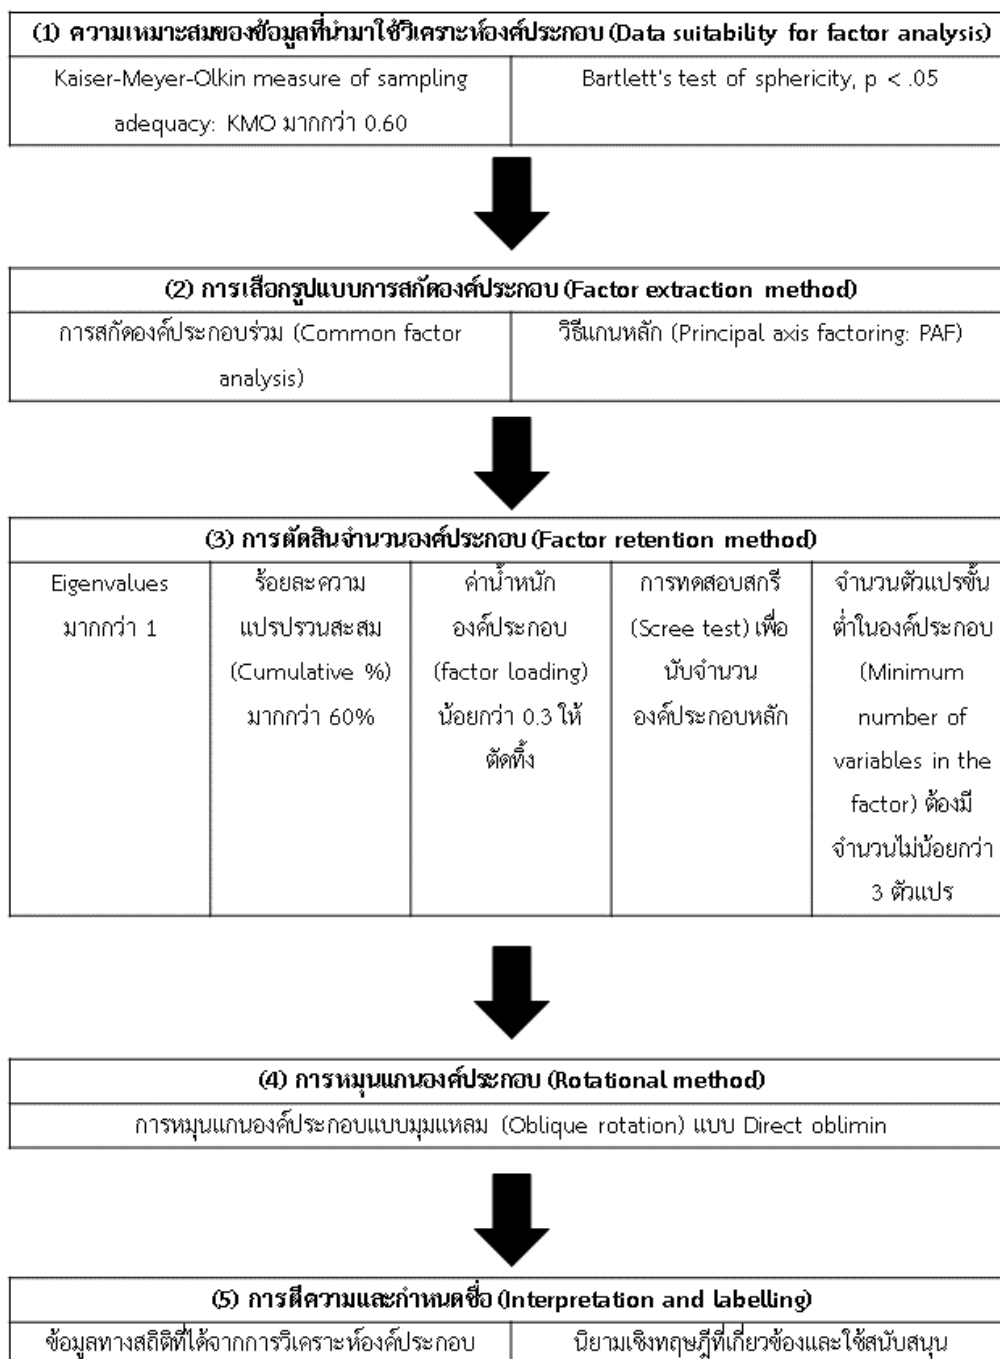 (1) ความเหมาะสมของข้อมูลที่นำมาใช้วิเคราะห์องค์ประกอบ (Data suitability for factor analysis)
Kaiser-Meyer-Olkin measure of sampling
adequacy: KMO มากกว่า 0.60
Bartlett's test of sphericity, p < .05
(2) การเลือกรูปแบบการสกัดองค์ประกอบ (Factor extraction method)
การสกัดองค์ประกอบร่วม (Common factor
analysis)
วิธีแกนหลัก (Principal axis factoring: PAF)
(3) การตัดสินจำนวนองค์ประกอบ (Factor retention method)
Eigenvalues
มากกว่า 1
ร้อยละความ
แปรปรวนสะสม
(Cumulative %)
มากกว่า 60%
ค่าน้ำหนัก
องค์ประกอบ
(factor loading)
น้อยกว่า 0.3 ให้
ตัดทิ้ง
การทดสอบสกรี
(Scree test) เพื่อ
นับจำนวน
องค์ประกอบหลัก
จำนวนตัวแปรขั้น
ต่ำในองค์ประกอบ
(Minimum
number of
variables in the
factor) ต้องมี
จำนวนไม่น้อยกว่า
3 ตัวแปร
(4) การหมุนแกนองค์ประกอบ (Rotational method)
การหมุนแกนองค์ประกอบแบบมุมแหลม (Oblique rotation) แบบ Direct oblimin
(5) การตีความและกำหนดชื่อ (Interpretation and labelling)
ข้อมูลทางสถิติที่ได้จากการวิเคราะห์องค์ประกอบ
นิยามเชิงทฤษฎีที่เกี่ยวข้องและใช้สนับสนุน